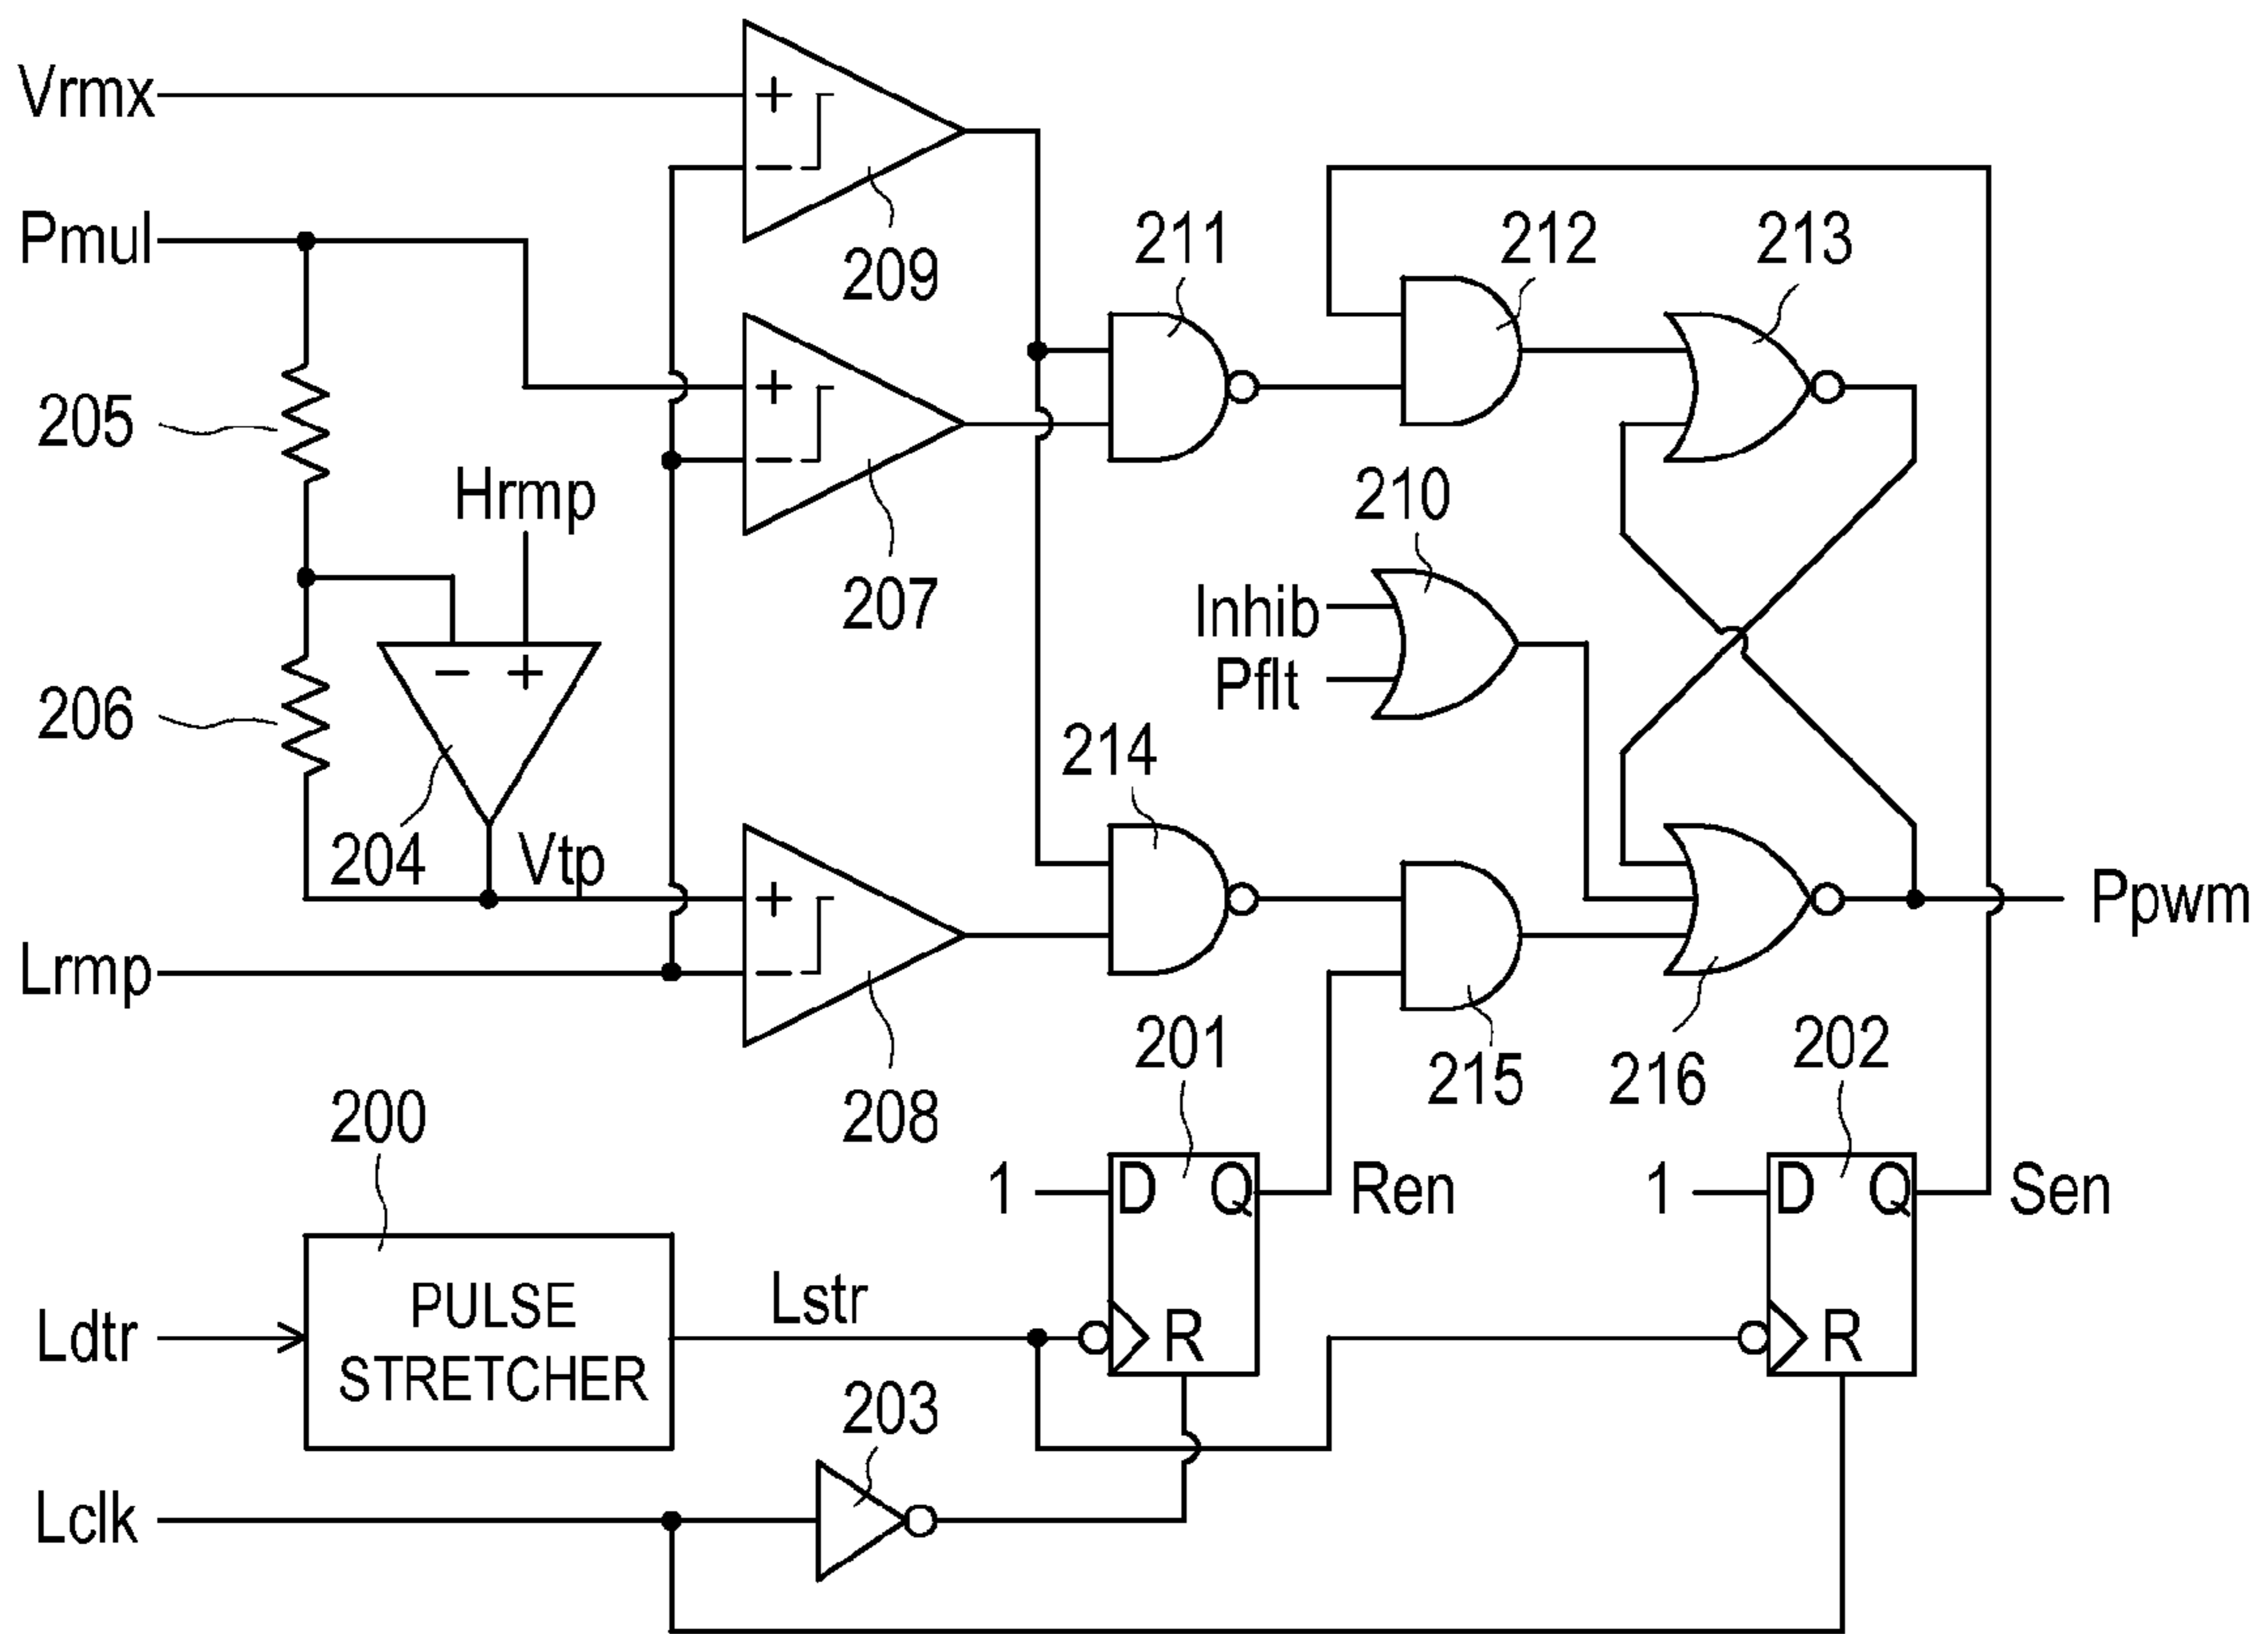 Vrmx
+
−
209
Pmul
211
212
213
+
−
207
205
Hrmp
210
Inhib
Pflt
− +
206
214
204
Vtp
+
−
208
Ppwm
Lrmp
201
215
216
202
200
1
D Q
R
Ren
1
D Q
R
Sen
Ldtr
PULSE
STRETCHER
Lstr
203
Lclk